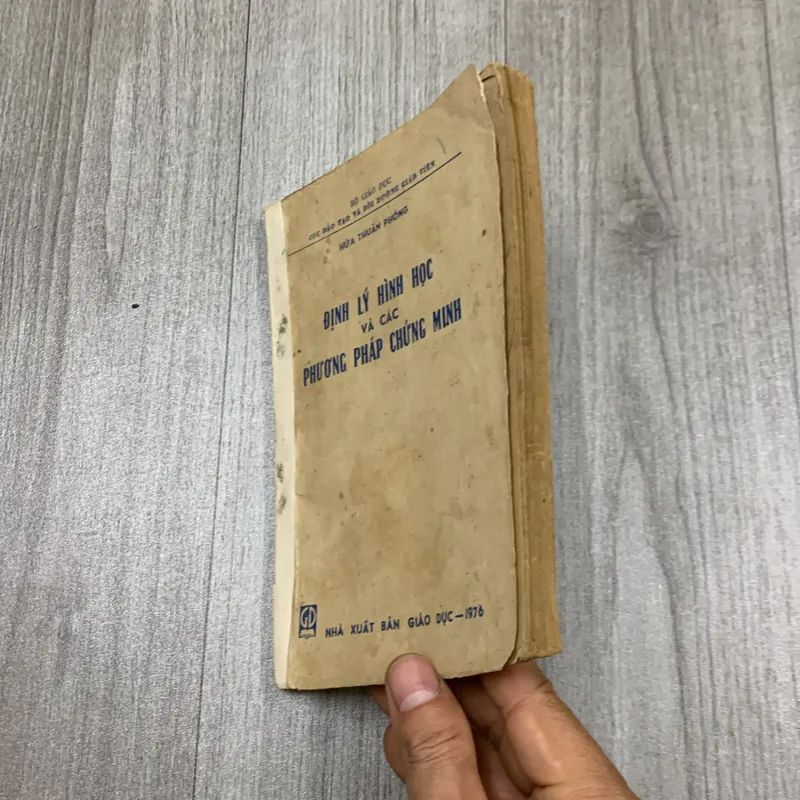 BỘ GIÁO DỤC
CỤC ĐÀO TẠO VÀ BỒI DƯỠNG GIÁO VIÊN
HỨA THUẦN PHỎNG
ĐỊNH LÝ HÌNH HỌC
VÀ CÁC
PHƯƠNG PHÁP CHỨNG MINH
GD
NHÀ XUẤT BẢN GIÁO DỤC—1976